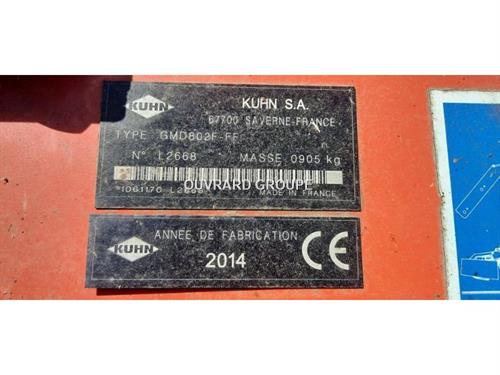 KUHN
KUHN S.A.
67700 SAVERNE-FRANCE
TYPE GMD802F-FF
N° L2668 MASSE 0905 kg
OUVRARD GROUPE
MADE IN FRANCE
KUHN
ANNEE DE FABRICATION
2014
CE